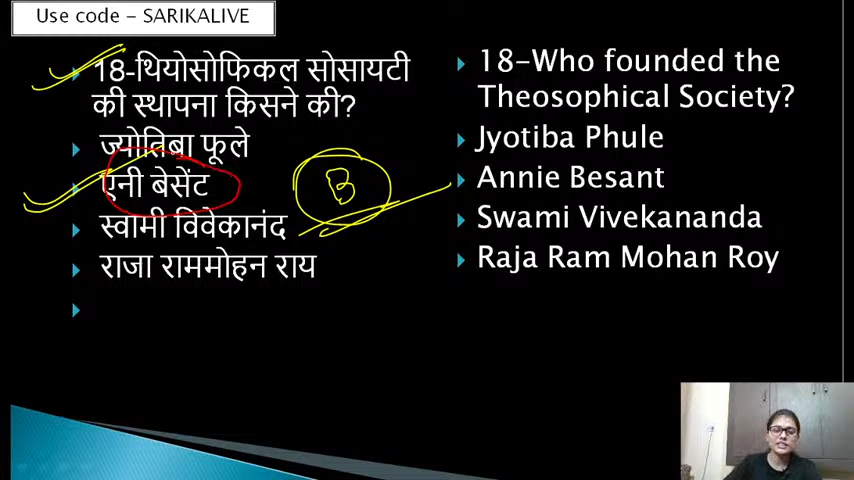 Use code – SARIKALIVE
18-थियोसोफिकल सोसायटी
की स्थापना किसने की?
ज्योतिबा फूले
एनी बेसेंट
स्वामी विवेकानंद
राजा राममोहन राय
B
18-Who founded the
Theosophical Society?
Jyotiba Phule
Annie Besant
Swami Vivekananda
Raja Ram Mohan Roy